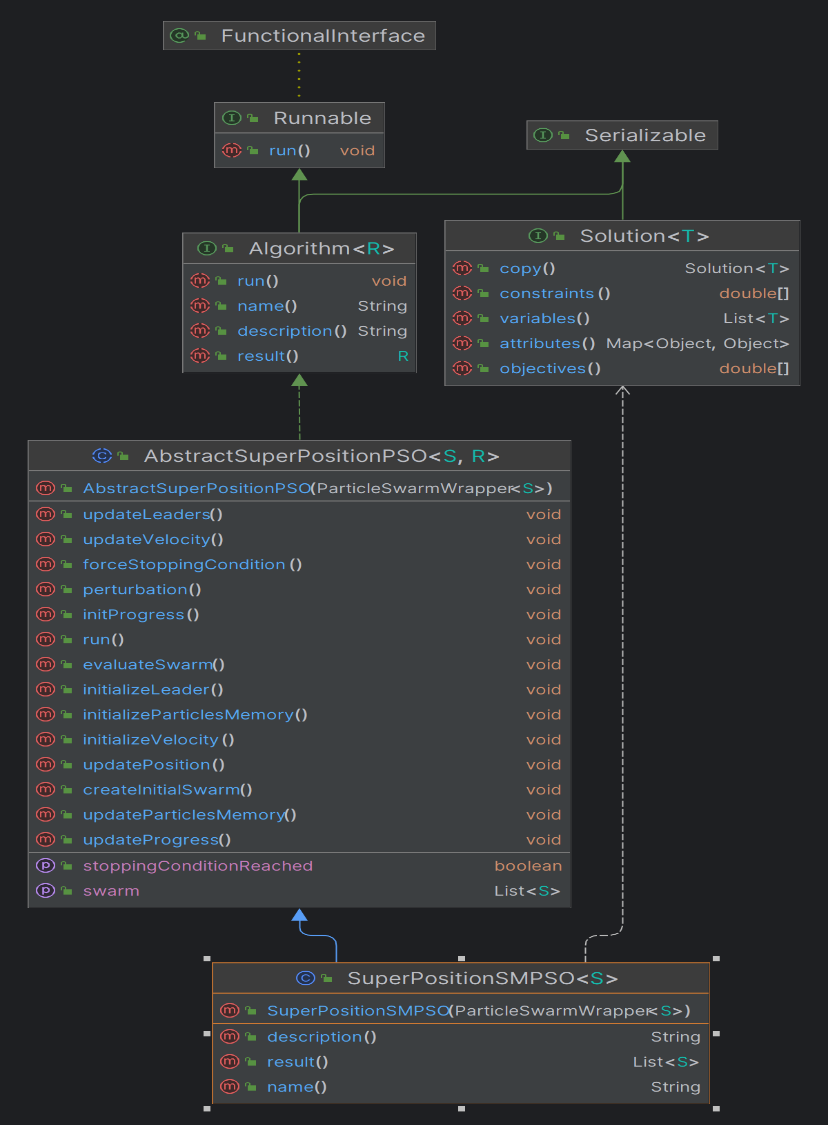 FunctionalInterface
Runnable
run() void
Serializable
Algorithm<R>
run() void
name() String
description() String
result() R
Solution<T>
copy() Solution<T>
constraints() double[]
variables() List<T>
attributes() Map<Object, Object>
objectives() double[]
AbstractSuperPositionPSO<S, R>
AbstractSuperPositionPSO(ParticleSwarmWrapper<S>)
updateLeaders() void
updateVelocity() void
forceStoppingCondition() void
perturbation() void
initProgress() void
run() void
evaluateSwarm() void
initializeLeader() void
initializeParticlesMemory() void
initializeVelocity() void
updatePosition() void
createInitialSwarm() void
updateParticlesMemory() void
updateProgress() void
stoppingConditionReached boolean
swarm List<S>
SuperPositionSMPSO<S>
SuperPositionSMPSO(ParticleSwarmWrapper<S>)
description() String
result() List<S>
name() String